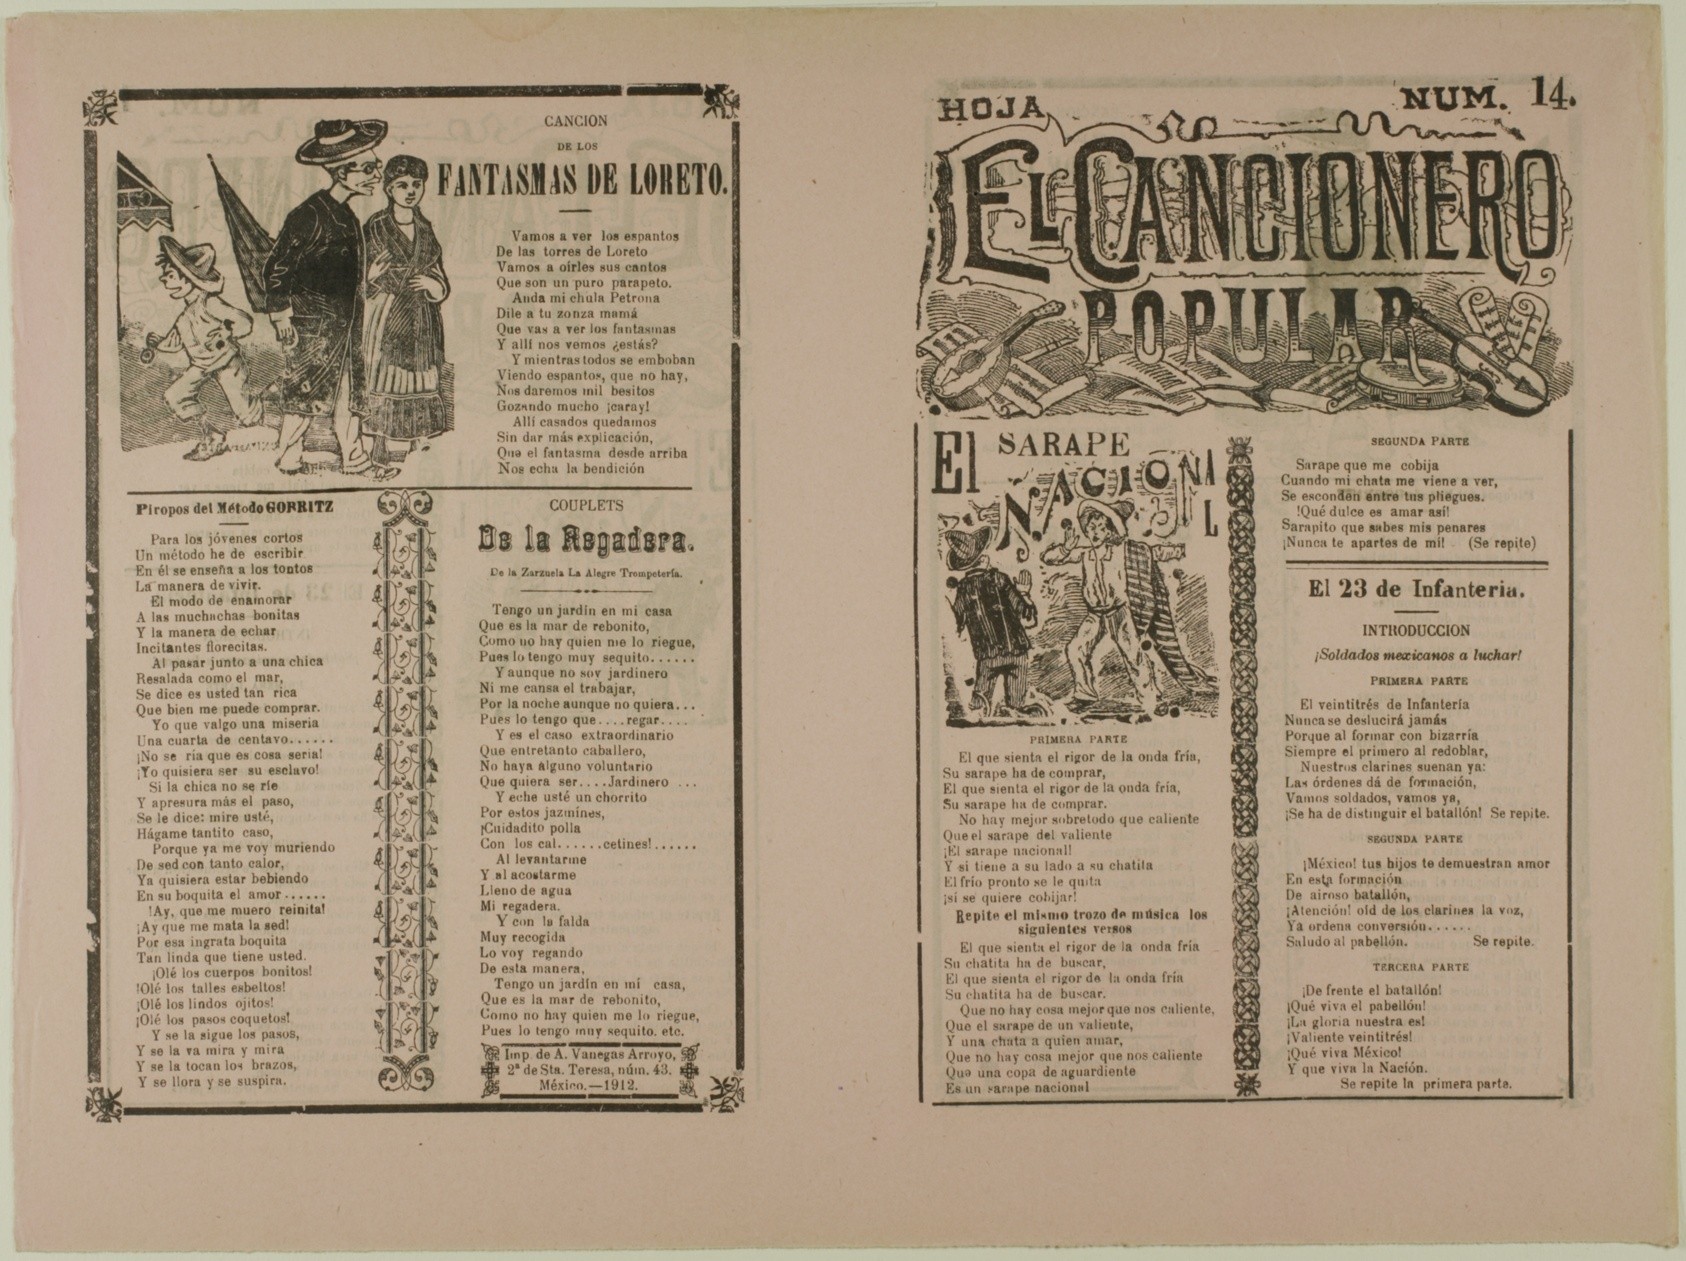 CANCION
DE LOS
FANTASMAS DE LORETO.
Vamos a ver los espantos
De las torres de Loreto
Vamos a oirles sus cantos
Que son un puro parapeto.
Anda mi chula Petrona
Dile a tu zonza mamá
Que vas a ver los fantasmas
Y allí nos vemos ¿estás?
Y mientras todos se emboban
Viendo espantos, que no hay,
Nos daremos mil besitos
Gozando mucho ¡caray!
Allí casados quedamos
Sin dar más explicación,
Que el fantasma desde arriba
Nos echa la bendición
Piropos del Método GORRITZ
Para los jóvenes cortos
Un método he de escribir
En él se enseña a los tontos
La manera de vivir.
El modo de enamorar
A las muchachas bonitas
Y la manera de echar
Incitantes florecitas.
Al pasar junto a una chica
Resalada como el mar,
Se dice es usted tan rica
Que bien me puede comprar.
Yo que valgo una miseria
Una cuarta de centavo......
¡No se ría que es cosa seria!
¡Yo quisiera ser su esclavo!
Si la chica no se ríe
Y apresura más el paso,
Se le dice: mire usté,
Hágame tantito caso,
Porque ya me voy muriendo
De sed con tanto calor,
Ya quisiera estar bebiendo
En su boquita el amor......
!Ay, que me muero reinita!
¡Ay que me mata la sed!
Por esa ingrata boquita
Tan linda que tiene usted.
¡Olé los cuerpos bonitos!
!Olé los talles esbeltos!
¡Olé los lindos ojitos!
¡Olé los pasos coquetos!
Y se la sigue los pasos,
Y se la va mira y mira
Y se la tocan los brazos,
Y se llora y se suspira.
COUPLETS
De la Regadera.
De la Zarzuela La Alegre Trompetería.
Tengo un jardín en mi casa
Que es la mar de rebonito,
Como no hay quien me lo riegue,
Pues lo tengo muy sequito......
Y aunque no soy jardinero
Ni me cansa el trabajar,
Por la noche aunque no quiera...
Pues lo tengo que....regar....
Y es el caso extraordinario
Que entretanto caballero,
No haya alguno voluntario
Que quiera ser....Jardinero ...
Y eche usté un chorrito
Por estos jazmines,
¡Cuidadito polla
Con los cal......cetines!......
Al levantarme
Y al acostarme
Lleno de agua
Mi regadera.
Y con la falda
Muy recogida
Lo voy regando
De esta manera,
Tengo un jardín en mi casa,
Que es la mar de rebonito,
Como no hay quien me lo riegue,
Pues lo tengo muy sequito. etc.
Imp. de A. Vanegas Arroyo,
2ª de Sta. Teresa, núm. 43.
México.—1912.
HOJA NUM. 14.
EL CANCIONERO
POPULAR
El SARAPE
NACIONAL
PRIMERA PARTE
El que sienta el rigor de la onda fría,
Su sarape ha de comprar,
El que sienta el rigor de la onda fría,
Su sarape ha de comprar.
No hay mejor sobretodo que caliente
Que el sarape del valiente
¡El sarape nacional!
Y si tiene a su lado a su chatita
El frío pronto se le quita
¡si se quiere cobijar!
Repite el mismo trozo de música los
siguientes versos
El que sienta el rigor de la onda fría
Su chatita ha de buscar,
El que sienta el rigor de la onda fría
Su chatita ha de buscar.
Que no hay cosa mejor que nos caliente,
Que el sarape de un valiente,
Y una chata a quien amar,
Que no hay cosa mejor que nos caliente
Que una copa de aguardiente
Es un sarape nacional
SEGUNDA PARTE
Sarape que me cobija
Cuando mi chata me viene a ver,
Se esconden entre tus pliegues.
!Qué dulce es amar así!
Sarapito que sabes mis penares
¡Nunca te apartes de mí! (Se repite)
El 23 de Infantería.
INTRODUCCION
¡Soldados mexicanos a luchar!
PRIMERA PARTE
El veintitrés de Infantería
Nunca se deslucirá jamás
Porque al formar con bizarría
Siempre el primero al redoblar,
Nuestros clarines suenan ya:
Las órdenes dá de formación,
Vamos soldados, vamos ya,
¡Se ha de distinguir el batallón! Se repite.
SEGUNDA PARTE
¡México! tus hijos te demuestran amor
En esta formación
De airoso batallón,
¡Atención! oid de los clarines la voz,
Ya ordena conversión......
Saludo al pabellón. Se repite.
TERCERA PARTE
¡De frente el batallón!
¡Qué viva el pabellón!
¡La gloria nuestra es!
¡Valiente veintitrés!
¡Qué viva México!
Y que viva la Nación.
Se repite la primera parte.